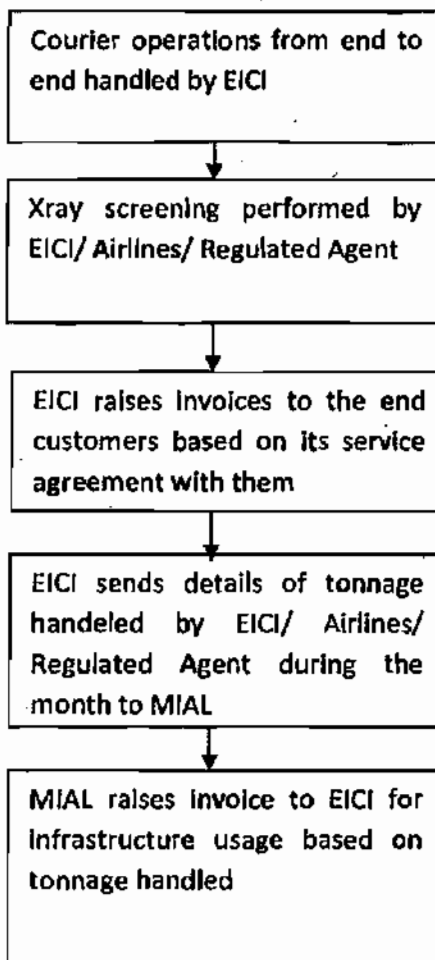 Courier operations from end to
end handled by EICI
Xray screening performed by
EICI/ Airlines/ Regulated Agent
EICI raises invoices to the end
customers based on its service
agreement with them
EICI sends details of tonnage
handeled by EICI/ Airlines/
Regulated Agent during the
month to MIAL
MIAL raises invoice to EICI for
infrastructure usage based on
tonnage handled